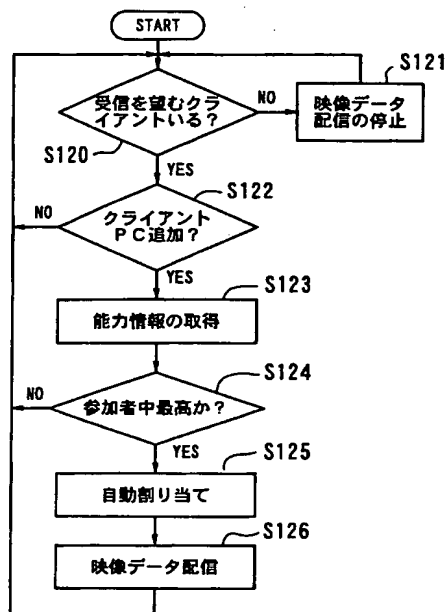 START
受信を望むクラ
イアントいる？
S120
NO
S121
映像データ
配信の停止
YES
S122
クライアント
PC追加？
NO
YES
S123
能力情報の取得
S124
参加者中最高か？
NO
YES
S125
自動割り当て
S126
映像データ配信